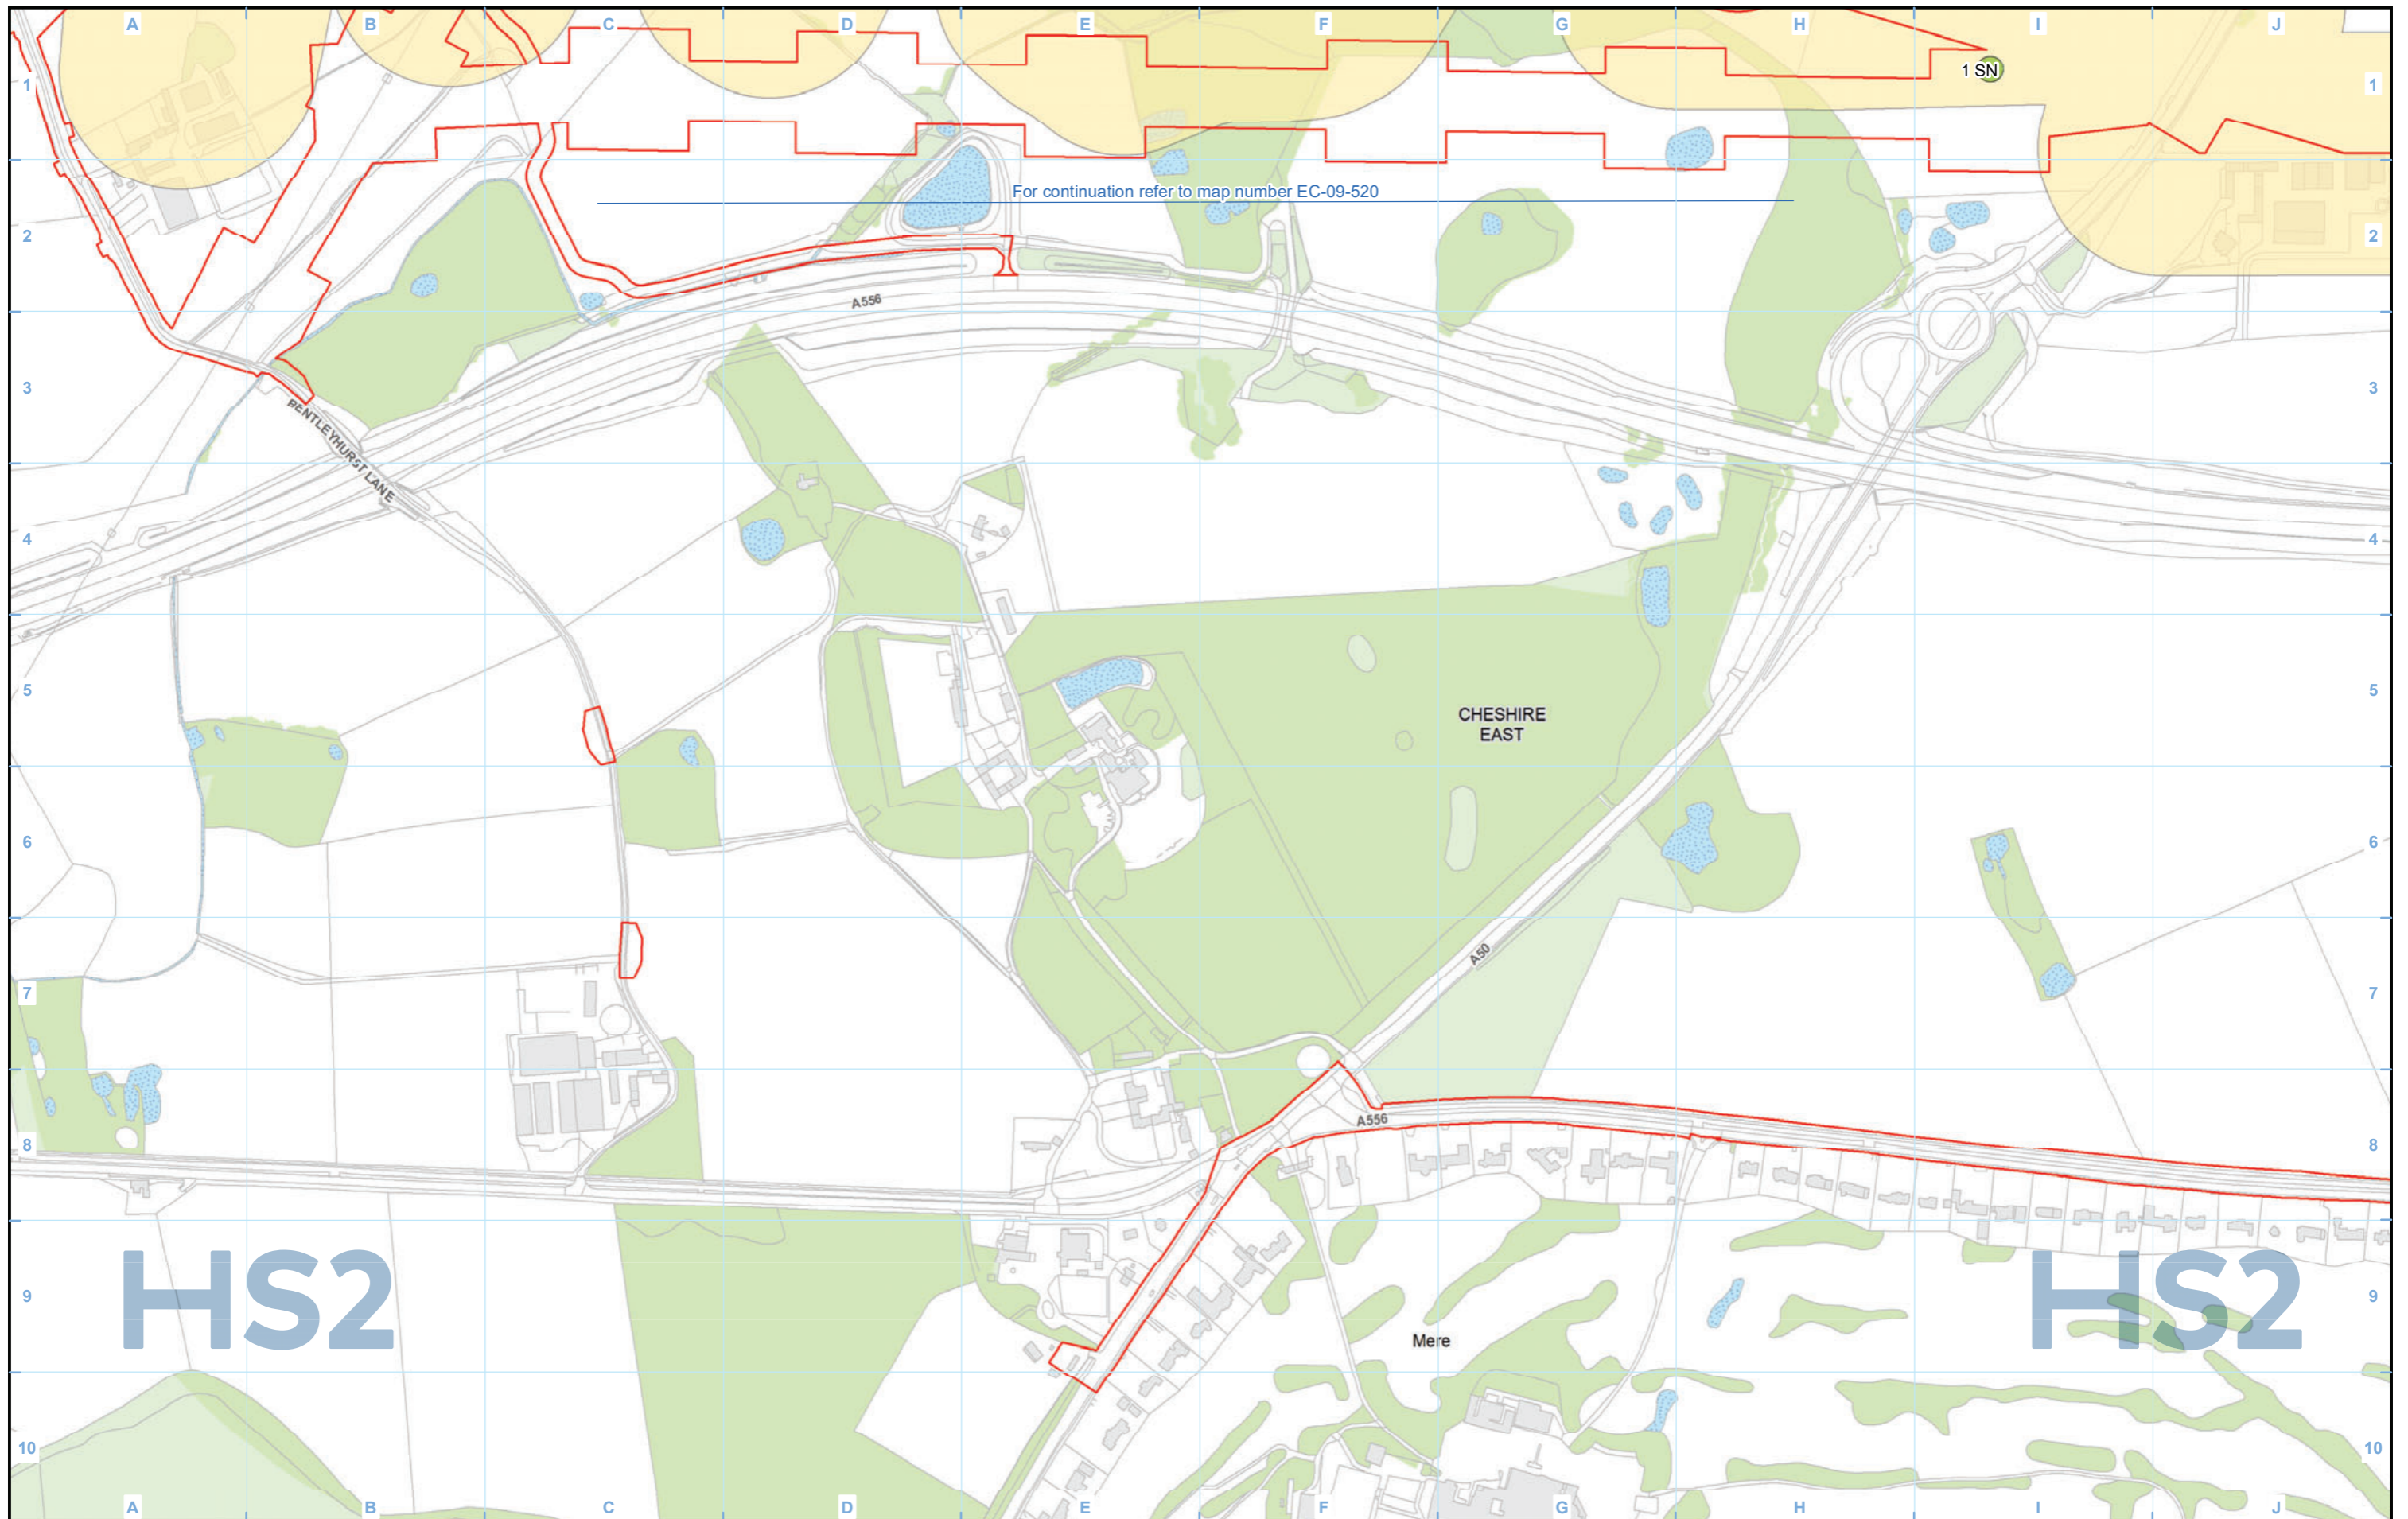 A B C D E F G H I J
1 SN
1 1
For continuation refer to map number EC-09-520
2 2
A556
3 3
BENTLEYHURST LANE
4 4
5 5
CHESHIRE
EAST
6 6
A50
7 7
A556
8 8
HS2 HS2
9 9
Mere
10 10
A B C D E F G H I J